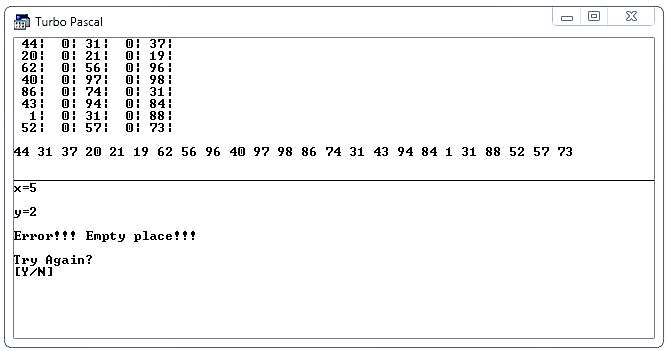 Turbo Pascal
44¦ 0¦ 31¦ 0¦ 37¦
20¦ 0¦ 21¦ 0¦ 19¦
62¦ 0¦ 56¦ 0¦ 96¦
40¦ 0¦ 97¦ 0¦ 98¦
86¦ 0¦ 74¦ 0¦ 31¦
43¦ 0¦ 94¦ 0¦ 84¦
1¦ 0¦ 31¦ 0¦ 88¦
52¦ 0¦ 57¦ 0¦ 73¦
44 31 37 20 21 19 62 56 96 40 97 98 86 74 31 43 94 84 1 31 88 52 57 73
x=5
y=2
Error!!! Empty place!!!
Try Again?
[Y/N]